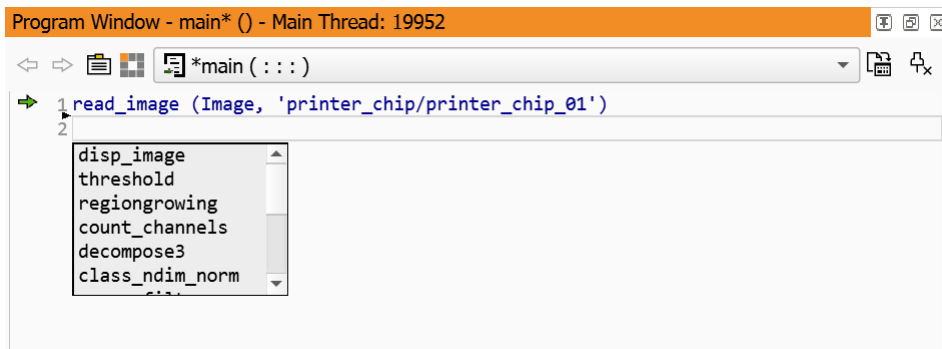 Program Window - main* () - Main Thread: 19952
*main ( : : : )
1 read_image (Image, 'printer_chip/printer_chip_01')
2
disp_image
threshold
regiongrowing
count_channels
decompose3
class_ndim_norm